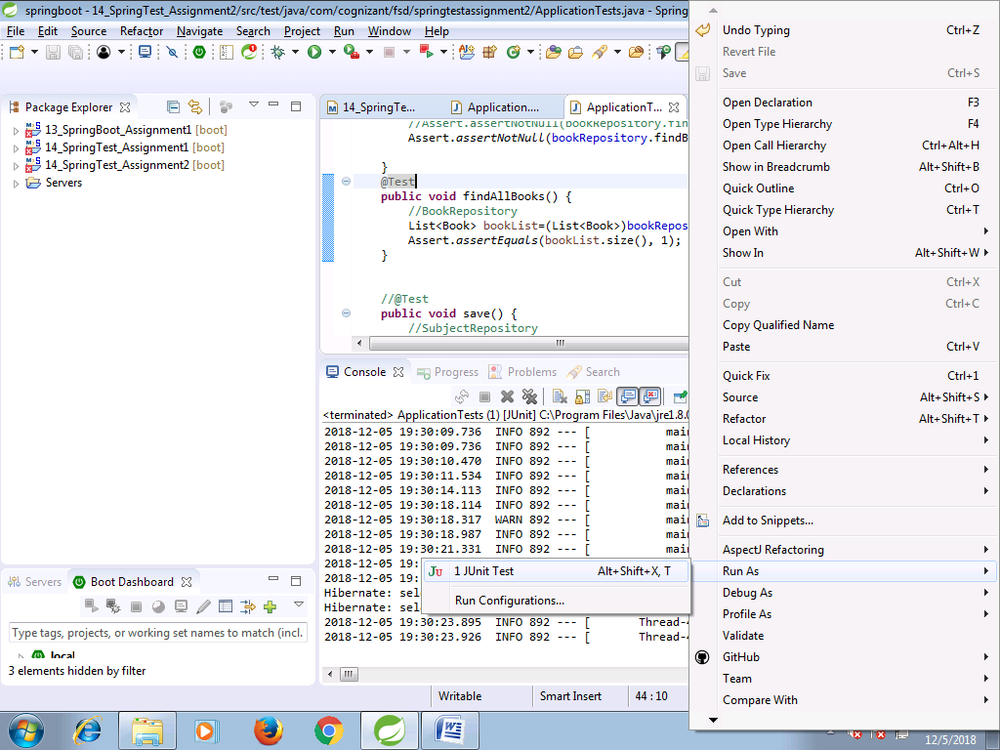 springboot - 14_SpringTest_Assignment2/src/test/java/com/cognizant/fsd/springtestassignment2/ApplicationTests.java - Spring
File Edit Source Refactor Navigate Search Project Run Window Help
Package Explorer
13_SpringBoot_Assignment1 [boot]
14_SpringTest_Assignment1 [boot]
14_SpringTest_Assignment2 [boot]
Servers
14_SpringTe...
Application....
ApplicationT...
//Assert.assertNotNull(bookRepository.fin
Assert.assertNotNull(bookRepository.findB
}
@Test
public void findAllBooks() {
//BookRepository
List<Book> bookList=(List<Book>)bookRepos
Assert.assertEquals(bookList.size(), 1);
}
//@Test
public void save() {
//SubjectRepository
Console
Progress
Problems
Search
<terminated> ApplicationTests (1) [JUnit] C:\Program Files\Java\jre1.8.0
2018-12-05 19:30:09.736 INFO 892 --- [ mai
2018-12-05 19:30:09.736 INFO 892 --- [ mai
2018-12-05 19:30:10.470 INFO 892 --- [ mai
2018-12-05 19:30:11.534 INFO 892 --- [ mai
2018-12-05 19:30:14.113 INFO 892 --- [ mai
2018-12-05 19:30:18.114 INFO 892 --- [ mai
2018-12-05 19:30:18.317 WARN 892 --- [ mai
2018-12-05 19:30:18.987 INFO 892 --- [ mai
2018-12-05 19:30:21.331 INFO 892 --- [ mai
2018-12-05 19:
2018-12-05 19:
Hibernate: sel
Hibernate: sel
2018-12-05 19:30:23.895 INFO 892 --- [ Thread-
2018-12-05 19:30:23.926 INFO 892 --- [ Thread-
1 JUnit Test Alt+Shift+X, T
Run Configurations...
Servers
Boot Dashboard
Type tags, projects, or working set names to match (incl.
local
3 elements hidden by filter
Writable
Smart Insert
44 : 10
Undo Typing Ctrl+Z
Revert File
Save Ctrl+S
Open Declaration F3
Open Type Hierarchy F4
Open Call Hierarchy Ctrl+Alt+H
Show in Breadcrumb Alt+Shift+B
Quick Outline Ctrl+O
Quick Type Hierarchy Ctrl+T
Open With
Show In Alt+Shift+W
Cut Ctrl+X
Copy Ctrl+C
Copy Qualified Name
Paste Ctrl+V
Quick Fix Ctrl+1
Source Alt+Shift+S
Refactor Alt+Shift+T
Local History
References
Declarations
Add to Snippets...
AspectJ Refactoring
Run As
Debug As
Profile As
Validate
GitHub
Team
Compare With
12/5/2018